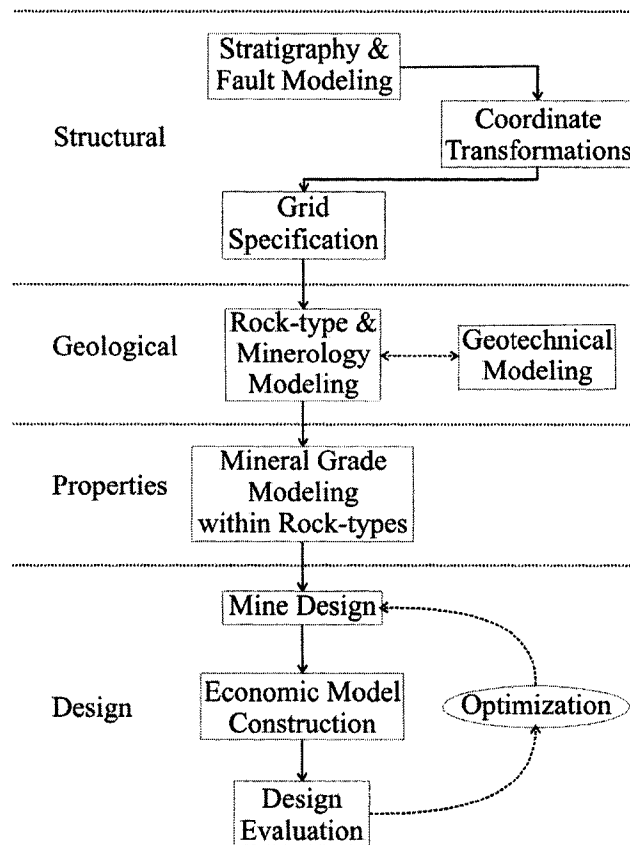 Stratigraphy &
Fault Modeling
Structural
Coordinate
Transformations
Grid
Specification
Geological
Rock-type &
Minerology
Modeling
Geotechnical
Modeling
Properties
Mineral Grade
Modeling
within Rock-types
Mine Design
Design
Economic Model
Construction
Optimization
Design
Evaluation